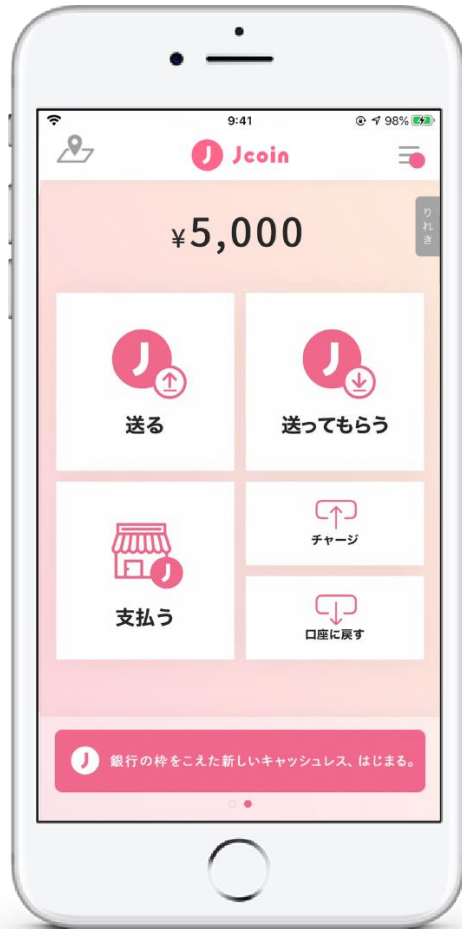 9:41
98%
J Jcoin
¥5,000
りれき
送る
送ってもらう
支払う
チャージ
口座に戻す
J 銀行の枠をこえた新しいキャッシュレス、はじまる。